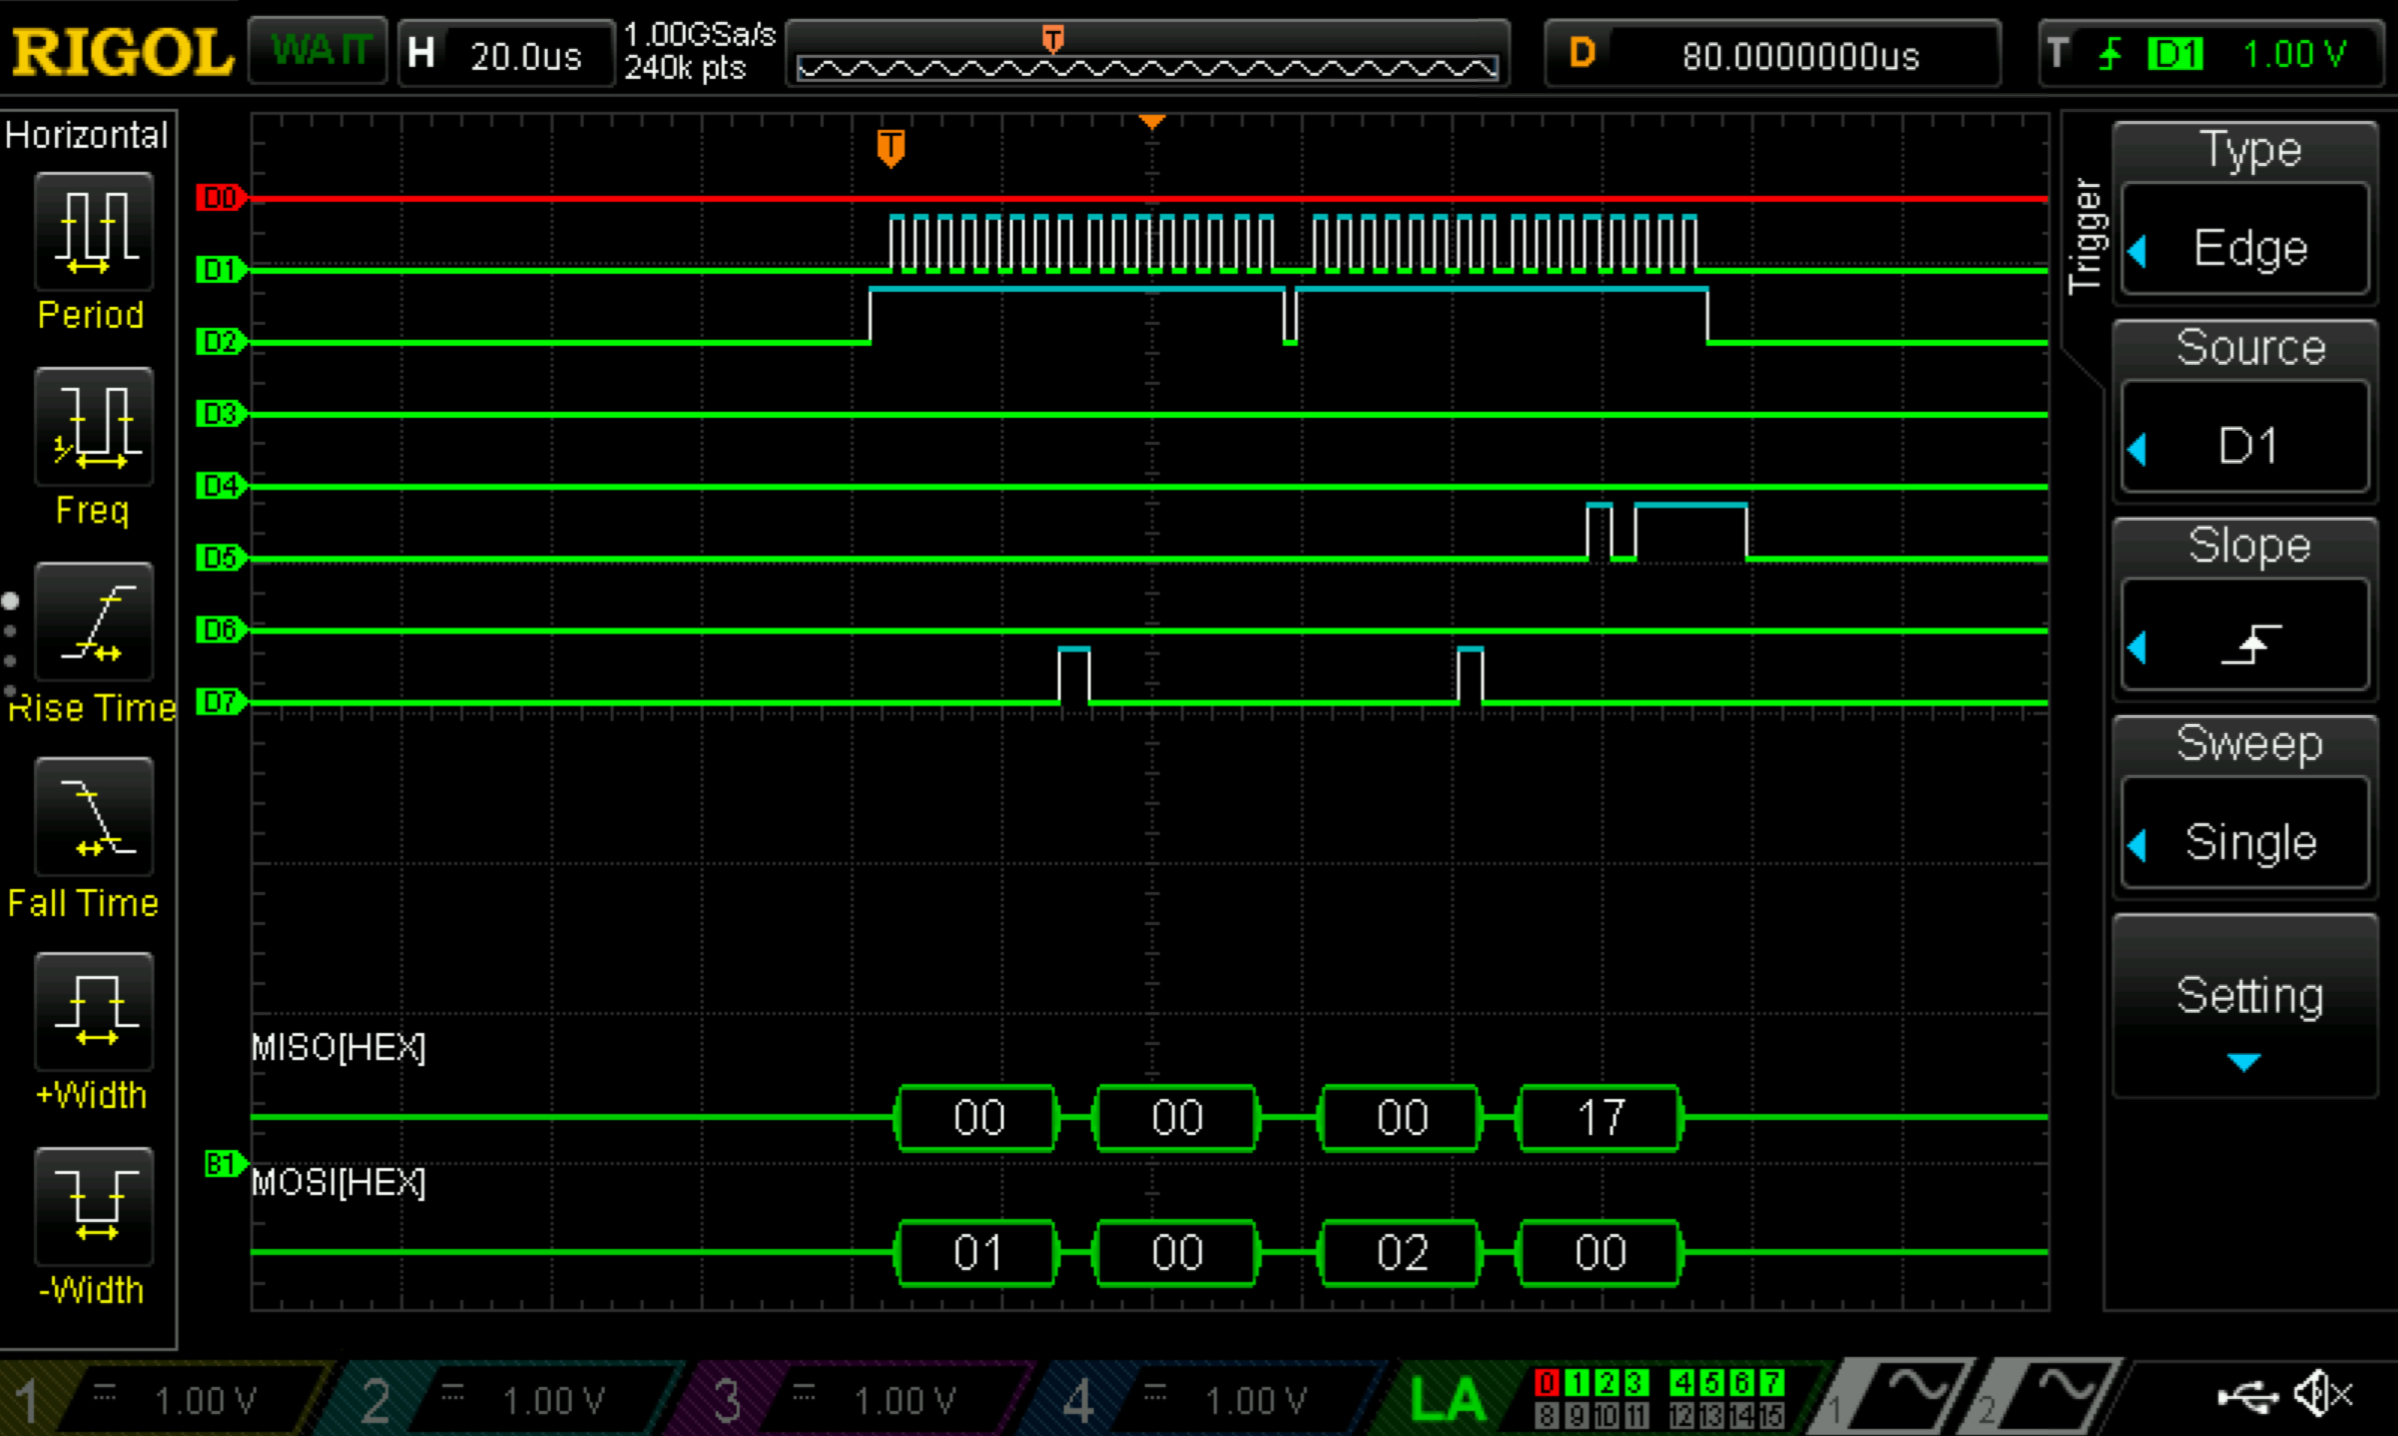 RIGOL WAIT H 20.0us 1.00GSa/s 240k pts T D 80.0000000us T D1 1.00 V
Horizontal
Period
Freq
Rise Time
Fall Time
+Width
-Width
T
D0
D1
D2
D3
D4
D5
D6
D7
MISO[HEX]
00 00 00 17
B1
MOSI[HEX]
01 00 02 00
Trigger
Type
Edge
Source
D1
Slope
Sweep
Single
Setting
1 1.00 V 2 1.00 V 3 1.00 V 4 1.00 V LA 0 1 2 3 4 5 6 7 1 2
8 9 10 11 12 13 14 15